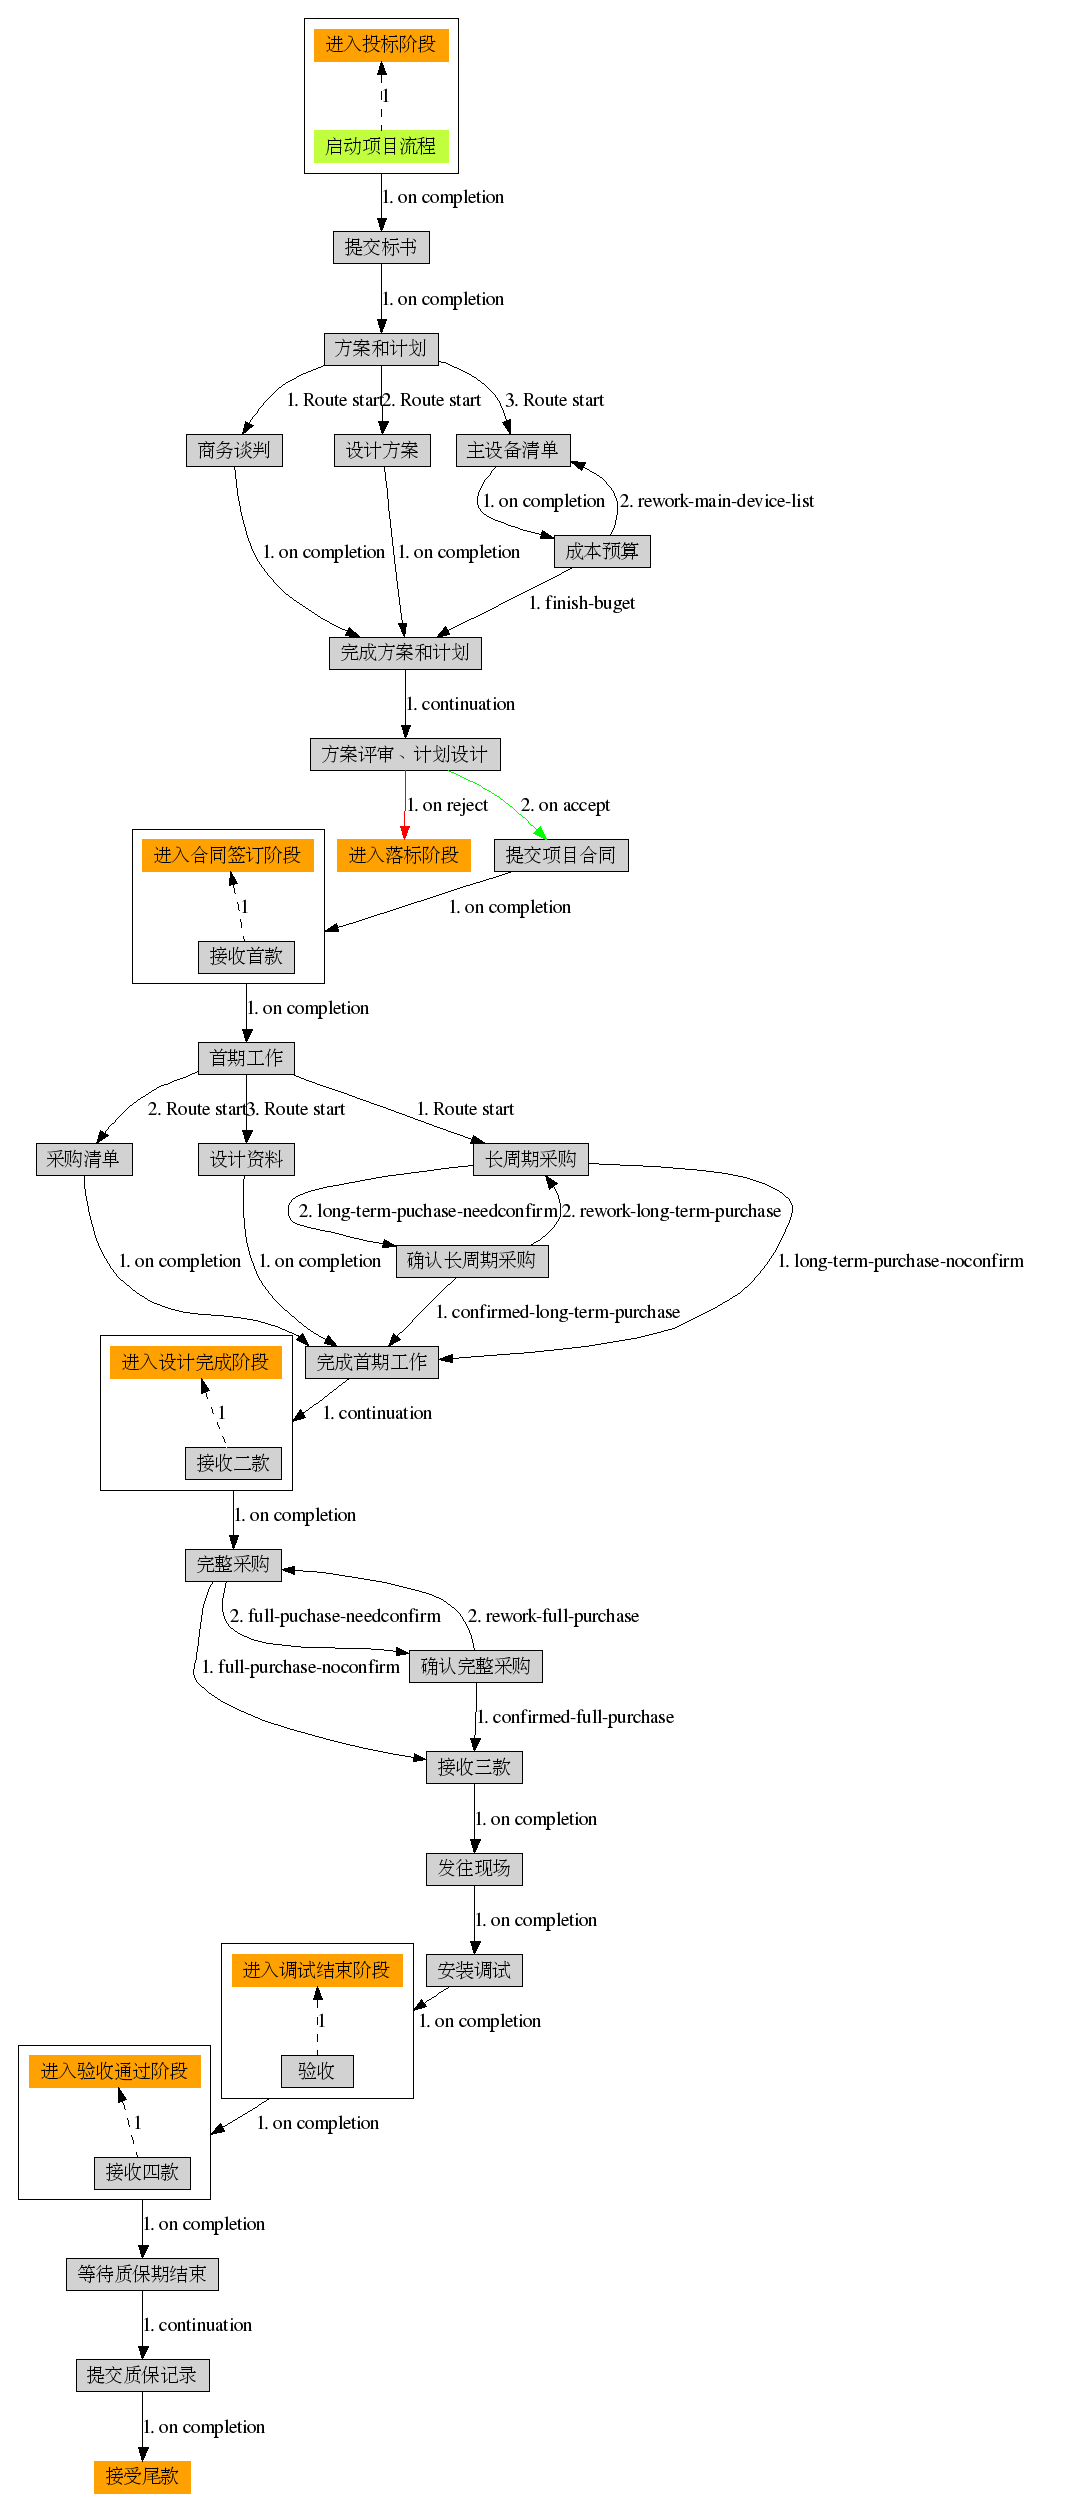 进入投标阶段
1
启动项目流程
1. on completion
提交标书
1. on completion
方案和计划
1. Route start
2. Route start
3. Route start
商务谈判
设计方案
主设备清单
1. on completion
2. rework-main-device-list
1. on completion
1. on completion
成本预算
1. finish-buget
完成方案和计划
1. continuation
方案评审、计划设计
1. on reject
2. on accept
进入合同签订阶段
进入落标阶段
提交项目合同
1
1. on completion
接收首款
1. on completion
首期工作
2. Route start
3. Route start
1. Route start
采购清单
设计资料
长周期采购
2. long-term-puchase-needconfirm
2. rework-long-term-purchase
1. on completion
1. on completion
确认长周期采购
1. long-term-purchase-noconfirm
1. confirmed-long-term-purchase
进入设计完成阶段
完成首期工作
1
1. continuation
接收二款
1. on completion
完整采购
2. full-puchase-needconfirm
2. rework-full-purchase
1. full-purchase-noconfirm
确认完整采购
1. confirmed-full-purchase
接收三款
1. on completion
发往现场
1. on completion
进入调试结束阶段
安装调试
1
1. on completion
进入验收通过阶段
验收
1
1. on completion
接收四款
1. on completion
等待质保期结束
1. continuation
提交质保记录
1. on completion
接受尾款